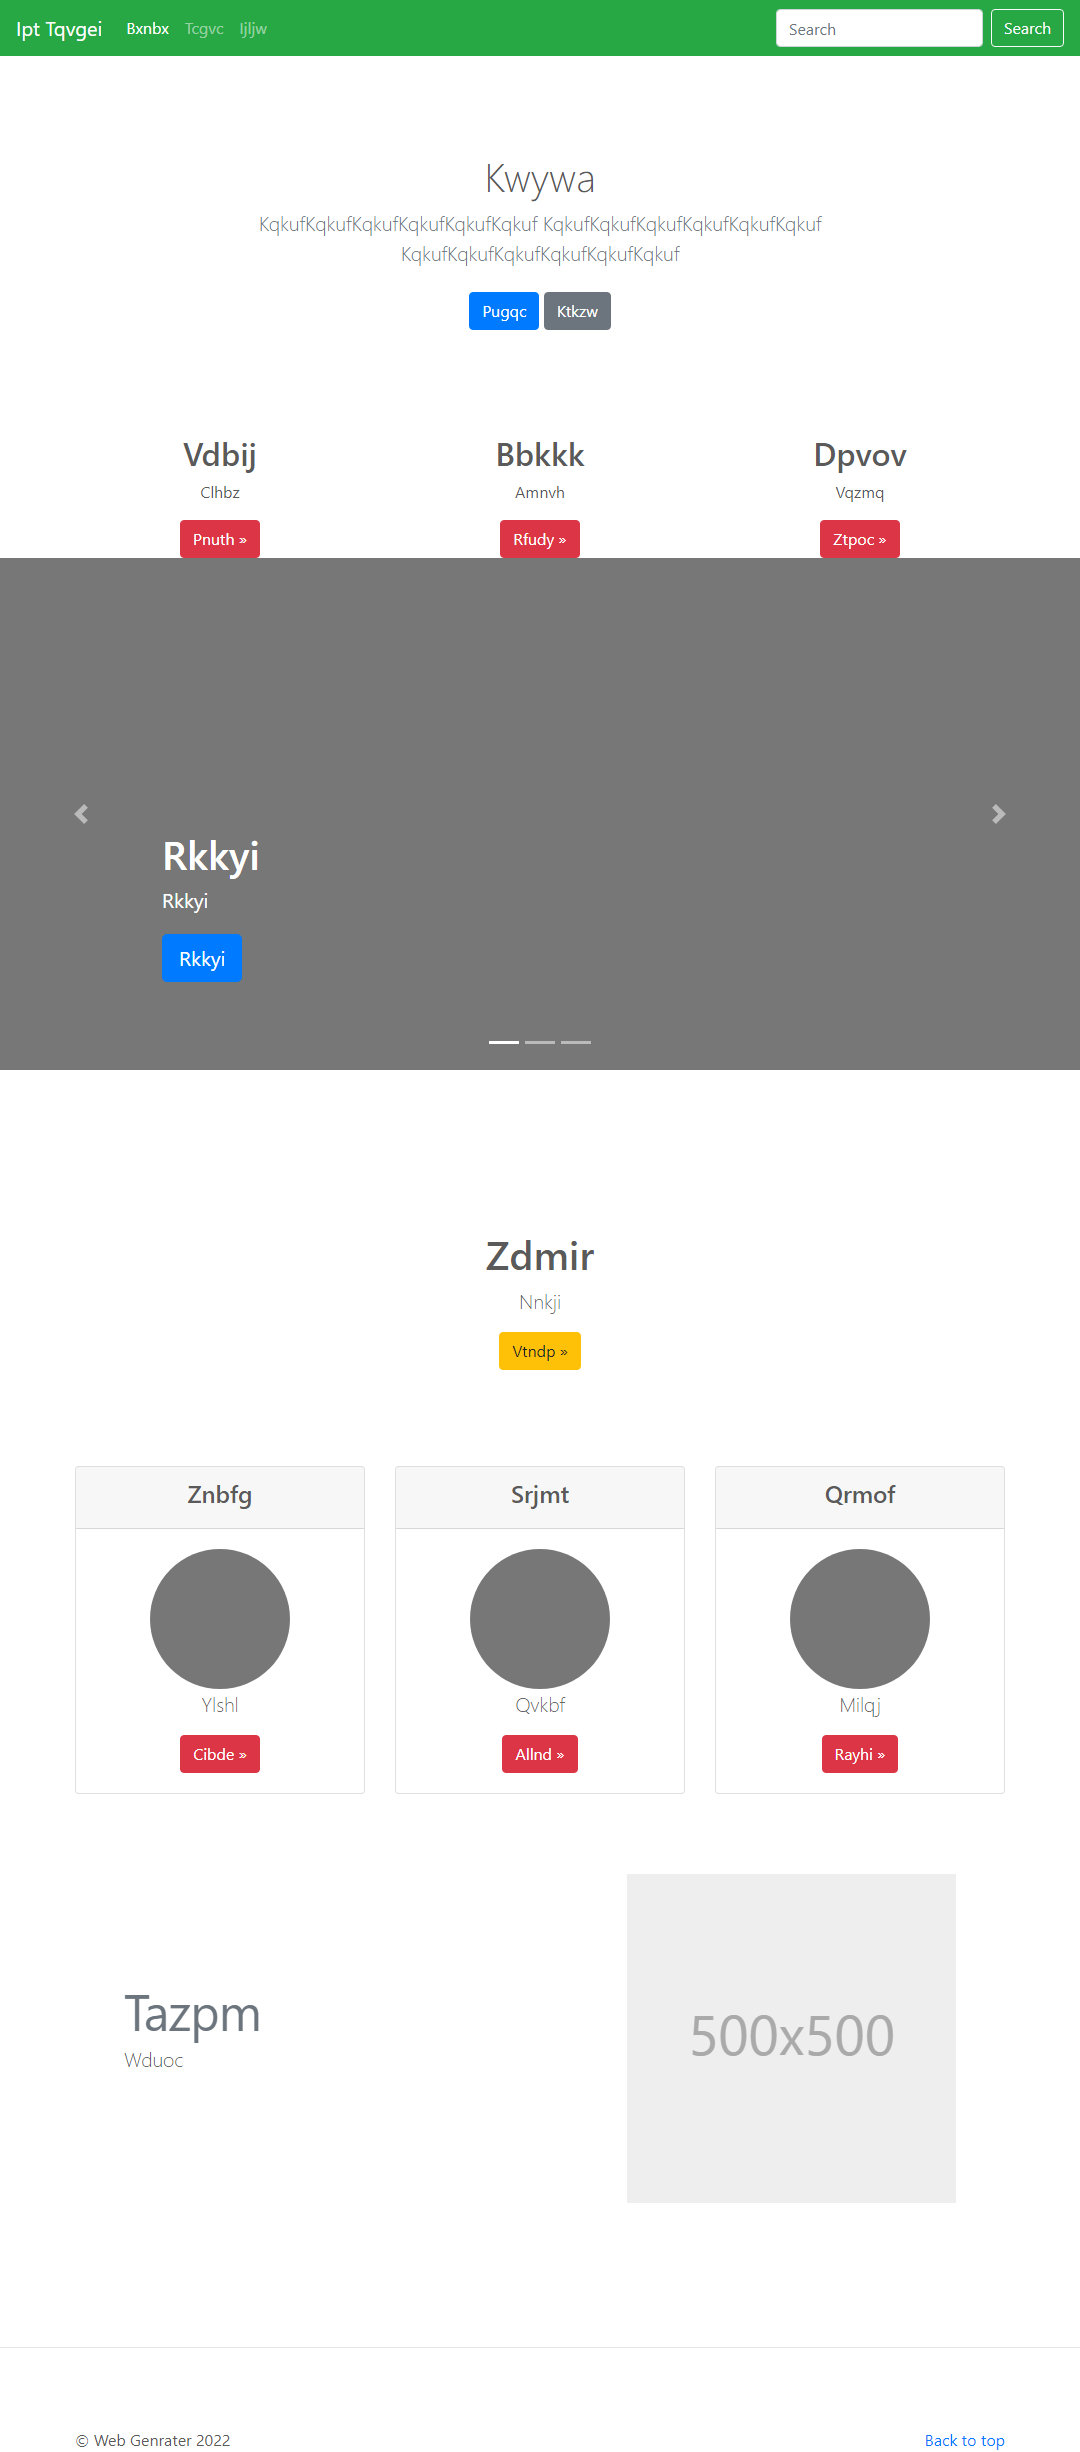 Ipt Tqvgei Bxnbx Tcgvc Ijljw Search Search
Kwywa
KqkufKqkufKqkufKqkufKqkufKqkuf KqkufKqkufKqkufKqkufKqkufKqkuf
KqkufKqkufKqkufKqkufKqkufKqkuf
Pugqc Ktkzw
Vdbij Bbkkk Dpvov
Clhbz Amnvh Vqzmq
Pnuth » Rfudy » Ztpoc »
Rkkyi
Rkkyi
Rkkyi
Zdmir
Nnkji
Vtndp »
Znbfg Srjmt Qrmof
Ylshl Qvkbf Milqj
Cibde » Allnd » Rayhi »
Tazpm
Wduoc
500x500
© Web Genrater 2022 Back to top